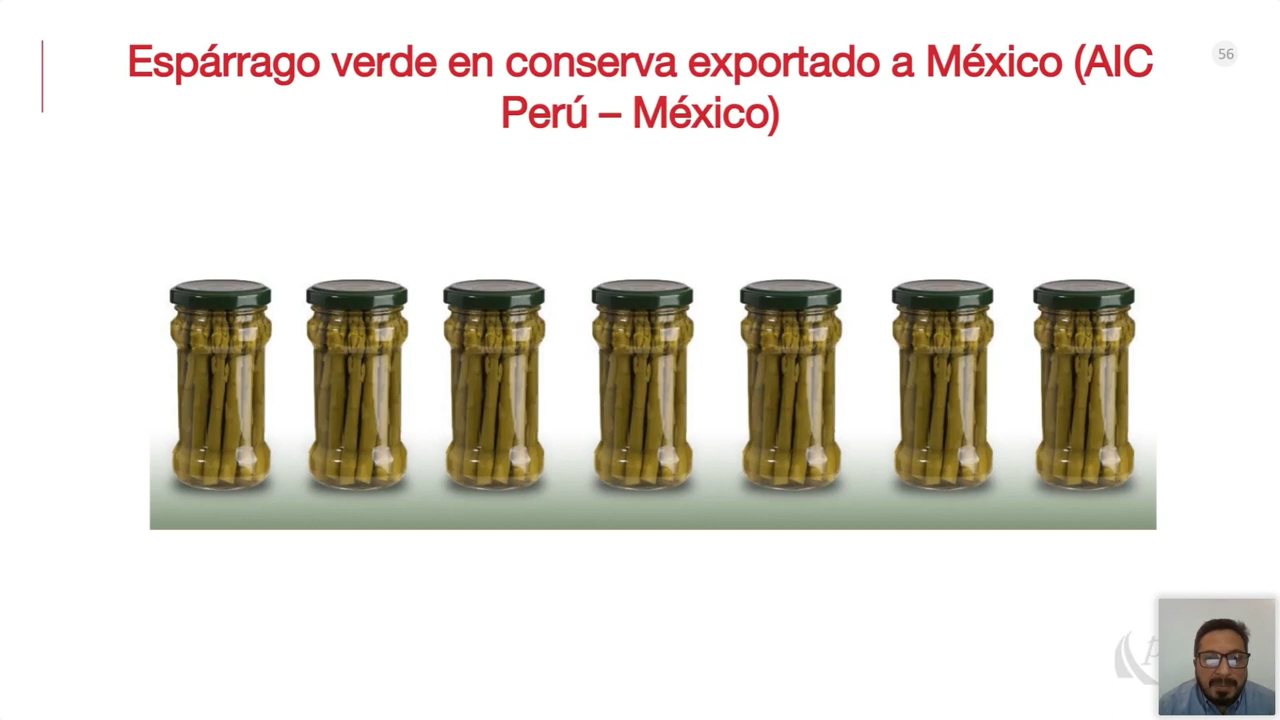 Espárrago verde en conserva exportado a México (AIC
Perú – México)
56